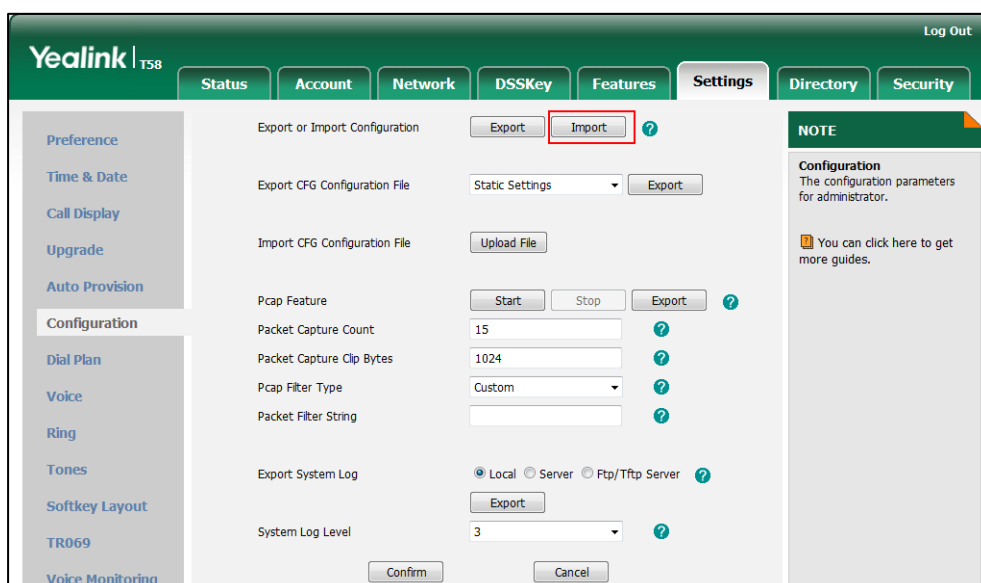 Log Out
Yealink | T58
Status Account Network DSSKey Features Settings Directory Security
Preference
Time & Date
Call Display
Upgrade
Auto Provision
Configuration
Dial Plan
Voice
Ring
Tones
Softkey Layout
TR069
Voice Monitoring
Export or Import Configuration Export Import ?
Export CFG Configuration File Static Settings Export
Import CFG Configuration File Upload File
Pcap Feature Start Stop Export ?
Packet Capture Count 15 ?
Packet Capture Clip Bytes 1024 ?
Pcap Filter Type Custom ?
Packet Filter String ?
Export System Log Local Server Ftp/Tftp Server ?
Export
System Log Level 3 ?
Confirm Cancel
NOTE
Configuration
The configuration parameters
for administrator.
? You can click here to get
more guides.